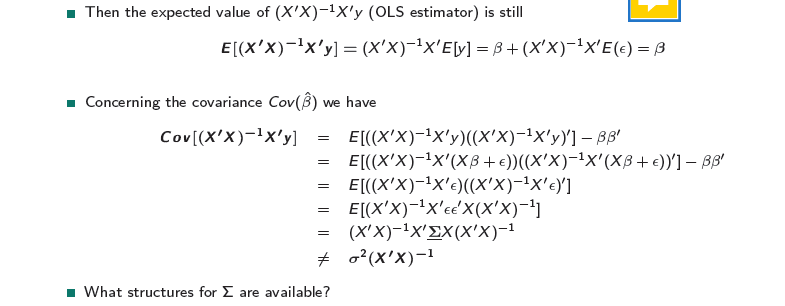 Then the expected value of (X′X)⁻¹X′y (OLS estimator) is still
E[(X′X)⁻¹X′y] = (X′X)⁻¹X′E[y] = β + (X′X)⁻¹X′E(ϵ) = β
Concerning the covariance Cov(β̂) we have
Cov[(X′X)⁻¹X′y] = E[((X′X)⁻¹X′y)((X′X)⁻¹X′y)′] − ββ′
= E[((X′X)⁻¹X′(Xβ + ϵ))((X′X)⁻¹X′(Xβ + ϵ))′] − ββ′
= E[((X′X)⁻¹X′ϵ)((X′X)⁻¹X′ϵ)′]
= E[(X′X)⁻¹X′ϵϵ′X(X′X)⁻¹]
= (X′X)⁻¹X′ΣX(X′X)⁻¹
≠ σ²(X′X)⁻¹
What structures for Σ are available?